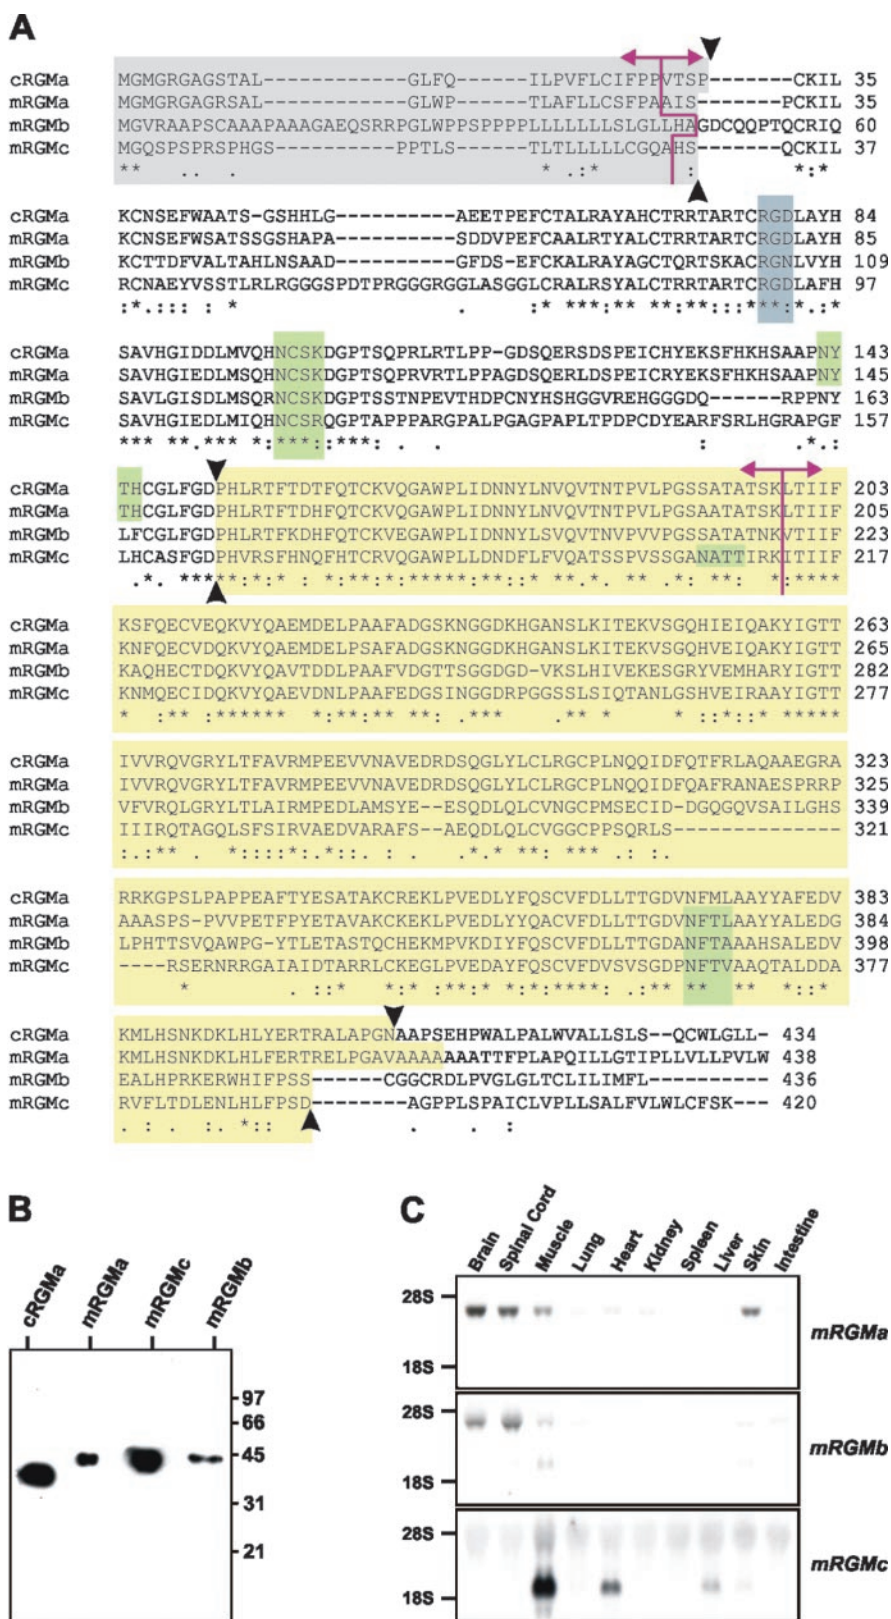 A
cRGMa MGMGRGAGSTAL-----------GLFQ-----ILPVFLCIFPPVTSP-------CKIL 35
mRGMa MGMGRGAGSTAL-----------GLWP-----TLAFLLCSFPAAIS-------PCKIL 35
mRGMb MGVRAAPSCAAAPAAAGAEQSRRPGLWPPSPPPPLLLLLLLSLGLLHAGDCQQPTQCRIQ 60
mRGMc MGQSPSPRSPHGS---------PPTLS------TLTLLLLLCGQAHS-------QCKIL 37
** . . * .:* : *:*
cRGMa KCNSEFWAATS-GSHHLG----------AEETPEFCTALRAYAHCTRRTARTCRGDLAYH 84
mRGMa KCNSEFWSATSSGSHAPA----------SDDVPEFCAALRTYALCTRRTARTCRGDLAYH 85
mRGMb KCTTDFVALTAHLNSAAD----------GFDS-EFCKALRAYAGCTQRTSKACRGNLVYH 109
mRGMc RCNAEYVSSTLRLRGGGSPDTPRGGGRGGLASGGLCRALRSYALCTRRTARTCRGDLAFH 97
:*.::: : * . :* ***:** **:**:::***:*.:*
cRGMa SAVHGIDDLMVQHNCSKDGPTSQPRLRTLPP-GDSQERSDSPEICHYEKSFHKHSAAPNY 143
mRGMa SAVHGIEDLMSQHNCSKDGPTSQPRVRTLPPAGDSQERSDSPEICHYEKSFHKHSAAPNY 145
mRGMb SAVLGISDLMSQRNCSKDGPTSSTNPEVTHDPCNYHSHGGVREHGGGDQ-----RPPNY 163
mRGMc SAVHGIEDLMIQHNCSRQGPTAPPPARGPALPGAGPAPLTPDPCDYEARFSRLHGRAPGF 157
*** **.*** *:***::***: . . : .*.:
cRGMa THCGLFGDPHLRTFTDTFQTCKVQGAWPLIDNNYLNVQVTNTPVLPGSSATATSKLTIIF 203
mRGMa THCGLFGDPHLRTFTDHFQTCKVQGAWPLIDNNYLNVQVTNTPVLPGSAATATSKLTIIF 205
mRGMb LFCGLFGDPHLRTFKDHFQTCKVEGAWPLIDNNYLSVQVTNVPVVPGSSATATNKVTIIF 223
mRGMc LHCASFGDPHVRSFHNQFHTCRVQGAWPLLDNDFLFVQATSSPVSSGANATTIRKITIIF 217
.*. *****:*:* : *:**:*:*****:**::* **.*. ** .*:**: *:****
cRGMa KSFQECVEQKVYQAEMDELPAAFADGSKNGGDKHGANSLKITEKVSGQHIEIQAKYIGTT 263
mRGMa KNFQECVDQKVYQAEMDELPSAFADGSKNGGDKHGANSLKITEKVSGQHVEIQAKYIGTT 265
mRGMb KAQHECTDQKVYQAVTDDLPAAFVDGTTSGGDGD-VKSLHIVEKESGRYVEMHARYIGTT 282
mRGMc KNMQECIDQKVYQAEVDNLPAAFEDGSINGGDRPGGSSLSIQTANLGSHVEIRAAYIGTT 277
* :** :****** *:**:** **: .*** .** * * ::*::* *****
cRGMa IVVRQVGRYLTFAVRMPEEVVNAVEDRDSQGLYLCLRGCPLNQQIDFQTFRLAQAAEGRA 323
mRGMa IVVRQVGRYLTFAVRMPEEVVNAVEDRDSQGLYLCLRGCPLNQQIDFQAFRANAESPRRP 325
mRGMb VFVRQLGRYLTLAIRMPEDLAMSYE--ESQDLQLCVNGCPMSECID-DGQGQVSAILGHS 339
mRGMc IIIRQTAGQLSFSIRVAEDVARAFS--AEQDLQLCVGGCPPSQRLS-------------- 321
:.:** . *:::*:.*::. : . .*.* **: *** .: :.
cRGMa RRKGPSLPAPPEAFTYESATAKCREKLPVEDLYFQSCVFDLLTTGDVNFMLAAYYAFEDV 383
mRGMa AAASPS-PVVPETFPYETAVAKCKEKLPVEDLYYQACVFDLLTTGDVNFTLAAYYALEDG 384
mRGMb LPHTTSVQAWPG-YTLETASTQCHEKMPVKDIYFQSCVFDLLTTGDANFTAAAHSALEDV 398
mRGMc ----RSERNRRGAIAIDTARRLCKEGLPVEDAYFQSCVFDVSVSGDPNFTVAAQTALDDA 377
* . ::* *:* :**:* *:*:****: .:** ** ** *::*
cRGMa KMLHSNKDKLHLYERTRALAPGNAAPSEHPWALPALWVALLSLS--QCWLGLL- 434
mRGMa KMLHSNKDKLHLFERTRELPGAVAAAAAAATTFPLAPQILLGTIPLLVLLPVLW 438
mRGMb EALHPRKERWHIFPSS------CGGCRDLPVGLGLTCLILIMFL---------- 436
mRGMc RVFLTDLENLHLFPSD--------AGPPLSPAICLVPLLSALFVLWLCFSK--- 420
. : . :. *:: . . :
B
cRGMa mRGMa mRGMc mRGMb
97
66
45
31
21
C
Brain Spinal Cord Muscle Lung Heart Kidney Spleen Liver Skin Intestine
28S
mRGMa
18S
28S
mRGMb
18S
28S
mRGMc
18S